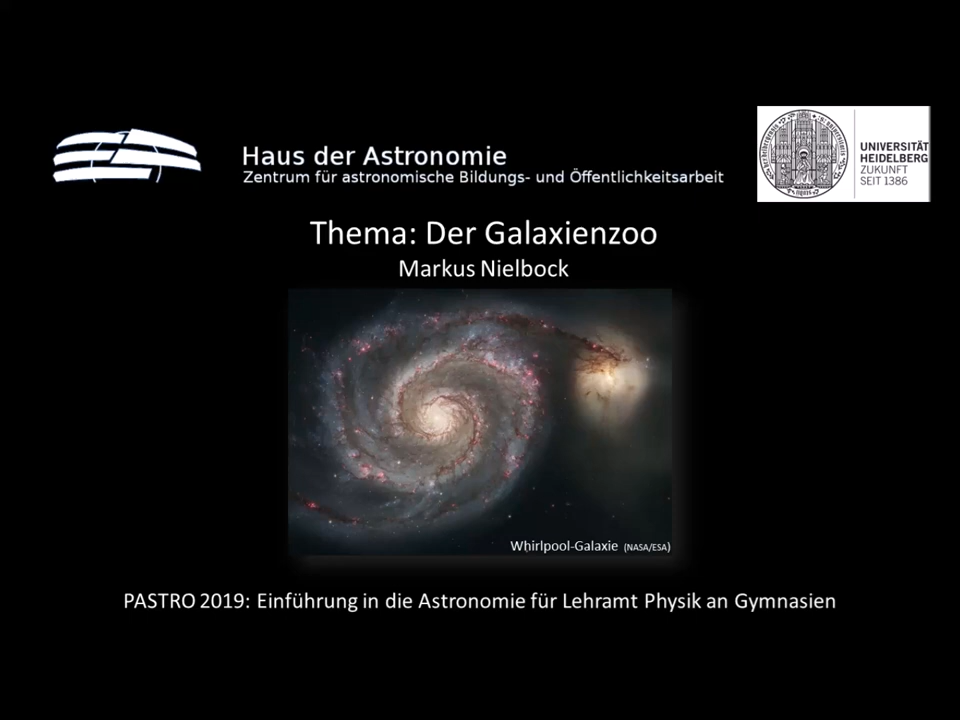 Haus der Astronomie
Zentrum für astronomische Bildungs- und Öffentlichkeitsarbeit
UNIVERSITÄT
HEIDELBERG
ZUKUNFT
SEIT 1386
Thema: Der Galaxienzoo
Markus Nielbock
Whirlpool-Galaxie (NASA/ESA)
PASTRO 2019: Einführung in die Astronomie für Lehramt Physik an Gymnasien